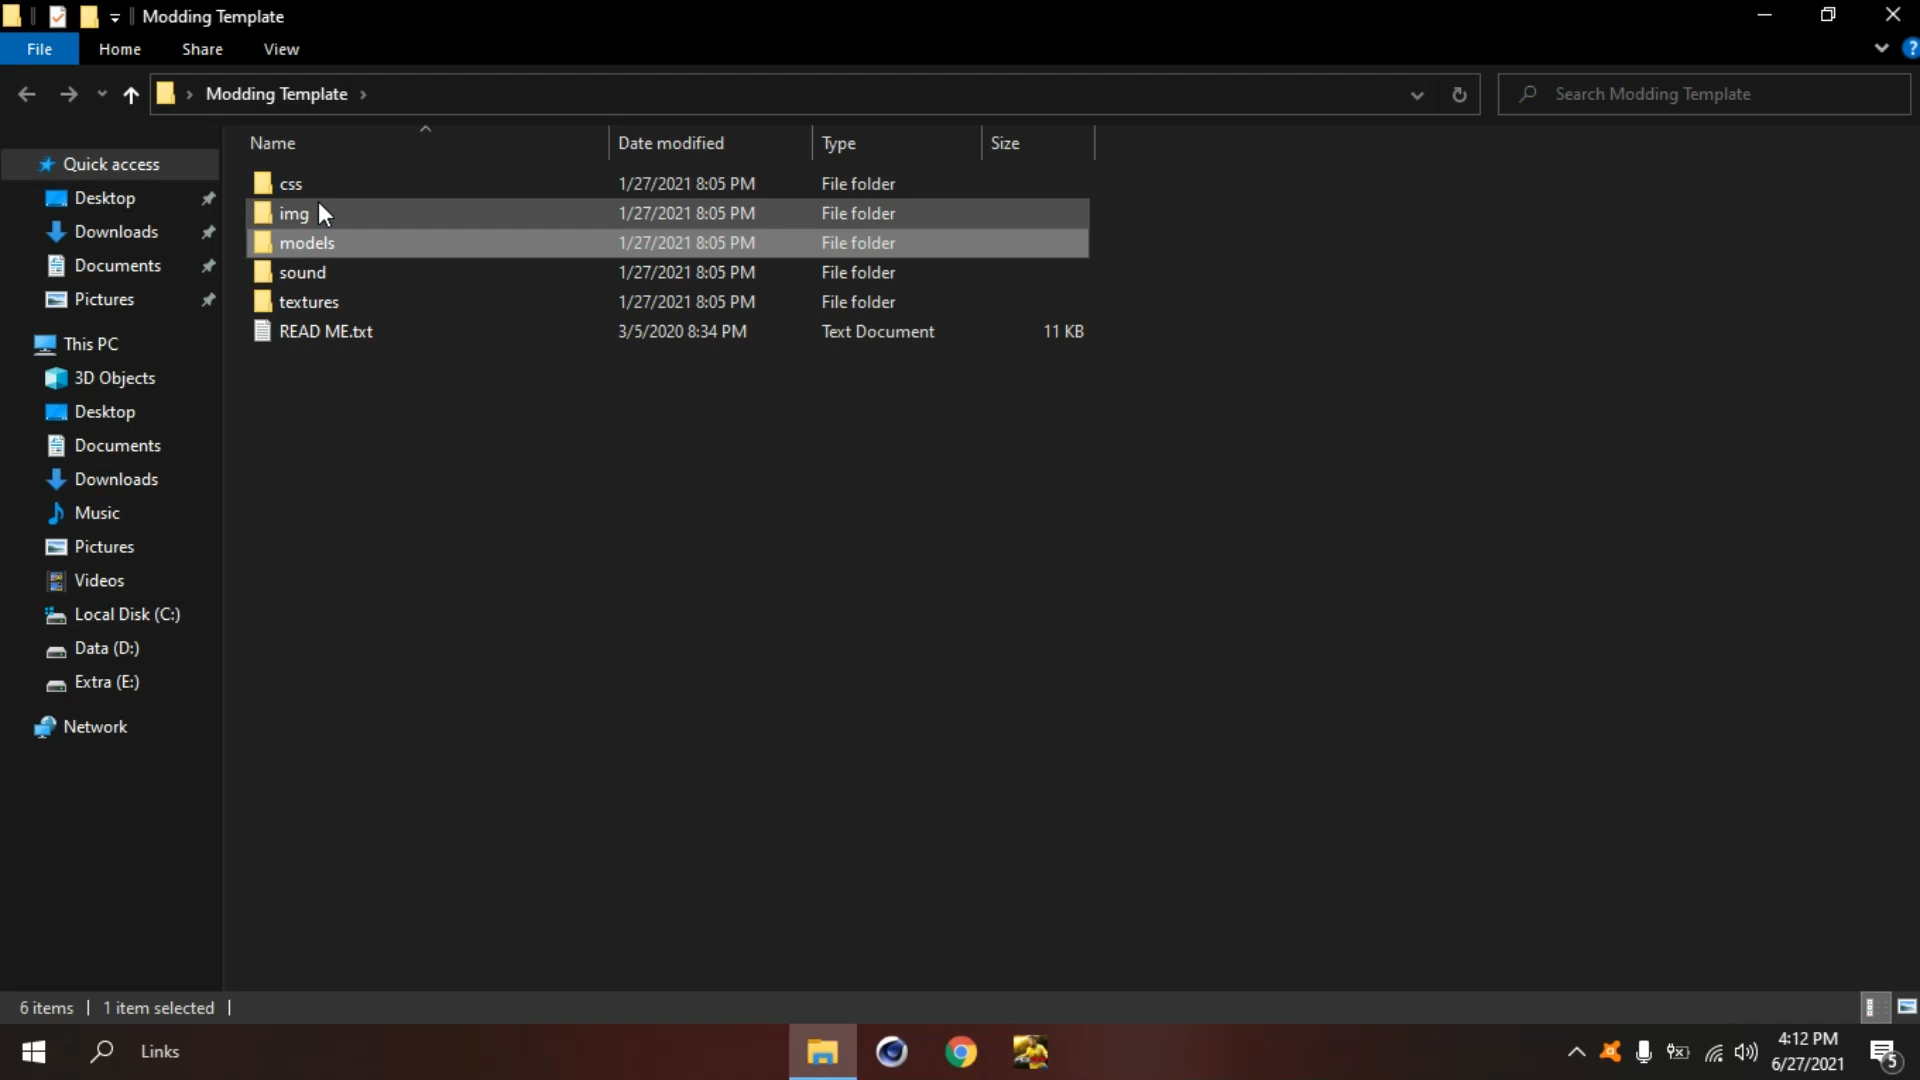 Modding Template
File Home Share View
?
Modding Template
Search Modding Template
Name Date modified Type Size
css 1/27/2021 8:05 PM File folder
img 1/27/2021 8:05 PM File folder
models 1/27/2021 8:05 PM File folder
sound 1/27/2021 8:05 PM File folder
textures 1/27/2021 8:05 PM File folder
READ ME.txt 3/5/2020 8:34 PM Text Document 11 KB
Quick access
Desktop
Downloads
Documents
Pictures
This PC
3D Objects
Desktop
Documents
Downloads
Music
Pictures
Videos
Local Disk (C:)
Data (D:)
Extra (E:)
Network
6 items 1 item selected
Links
4:12 PM
6/27/2021
5